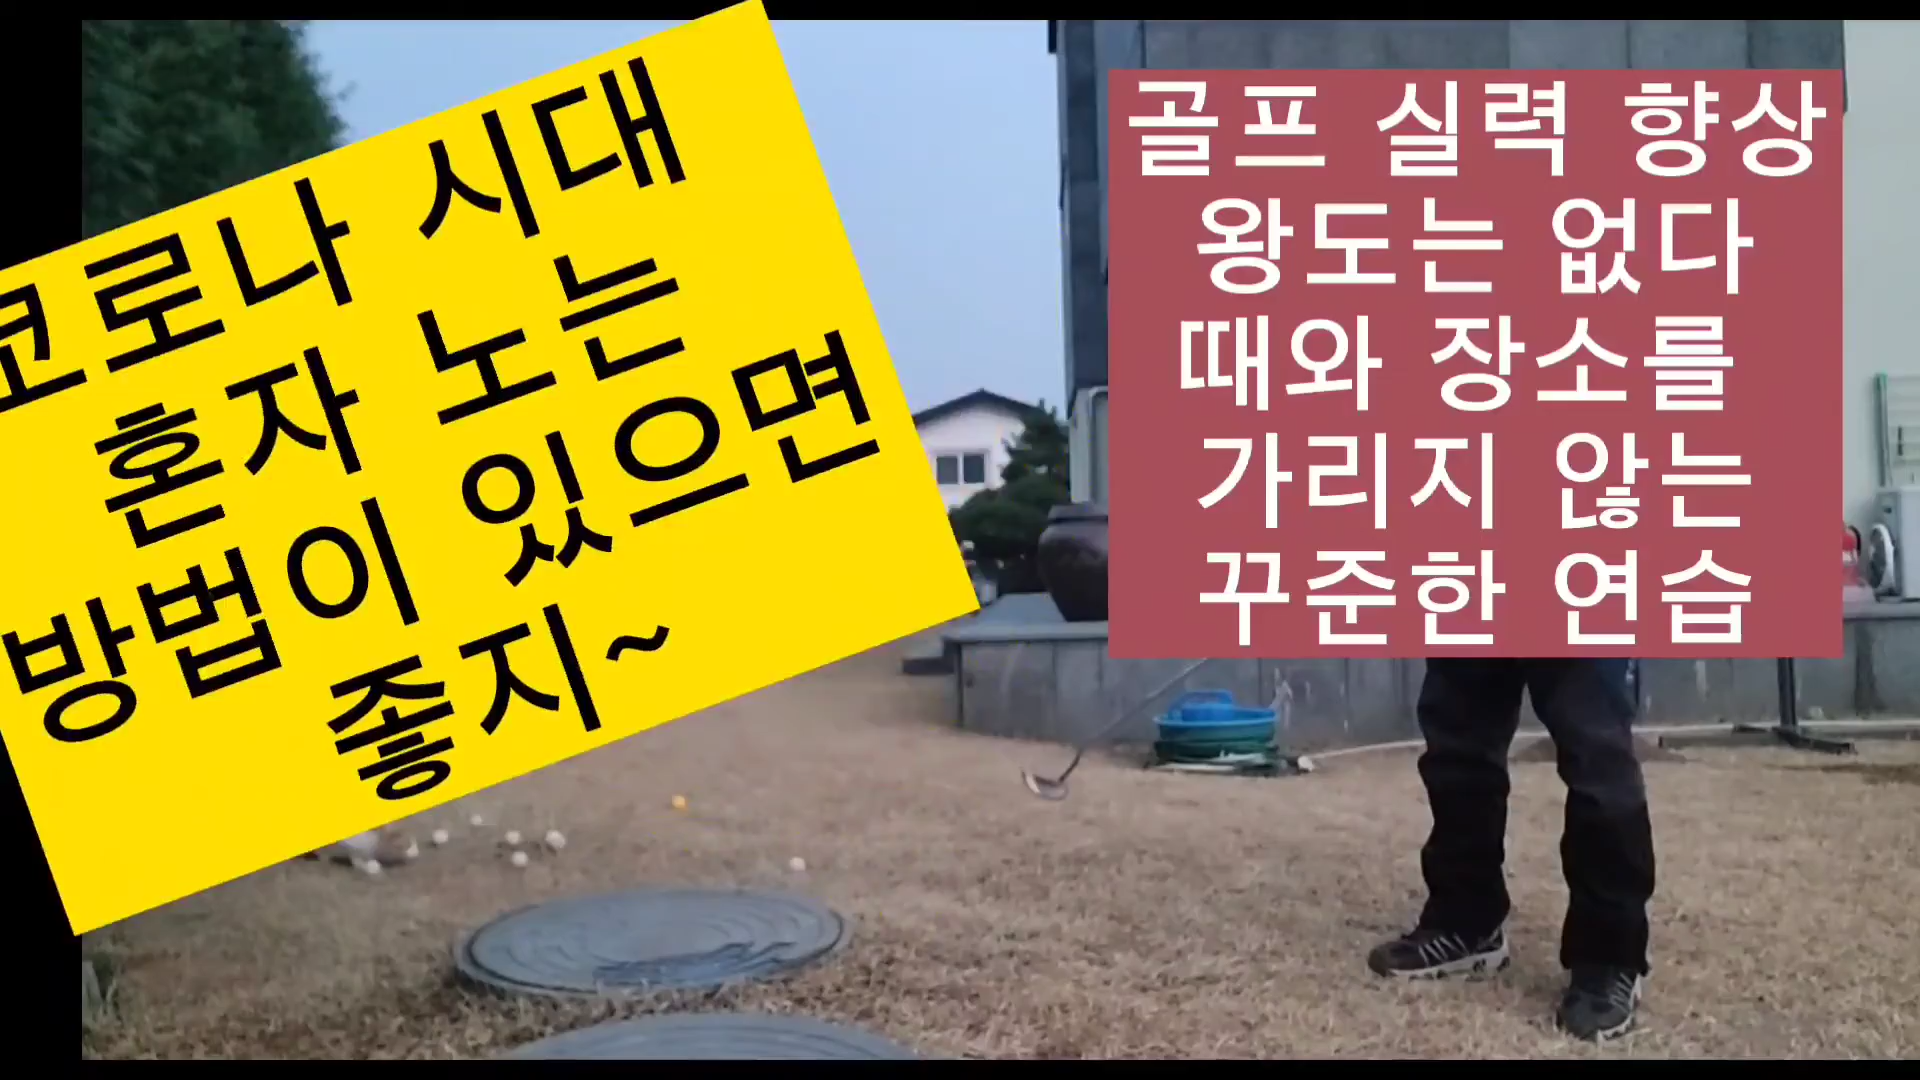 코로나 시대
혼자 노는
방법이 있으면
좋지~
골프 실력 향상
왕도는 없다
때와 장소를
가리지 않는
꾸준한 연습